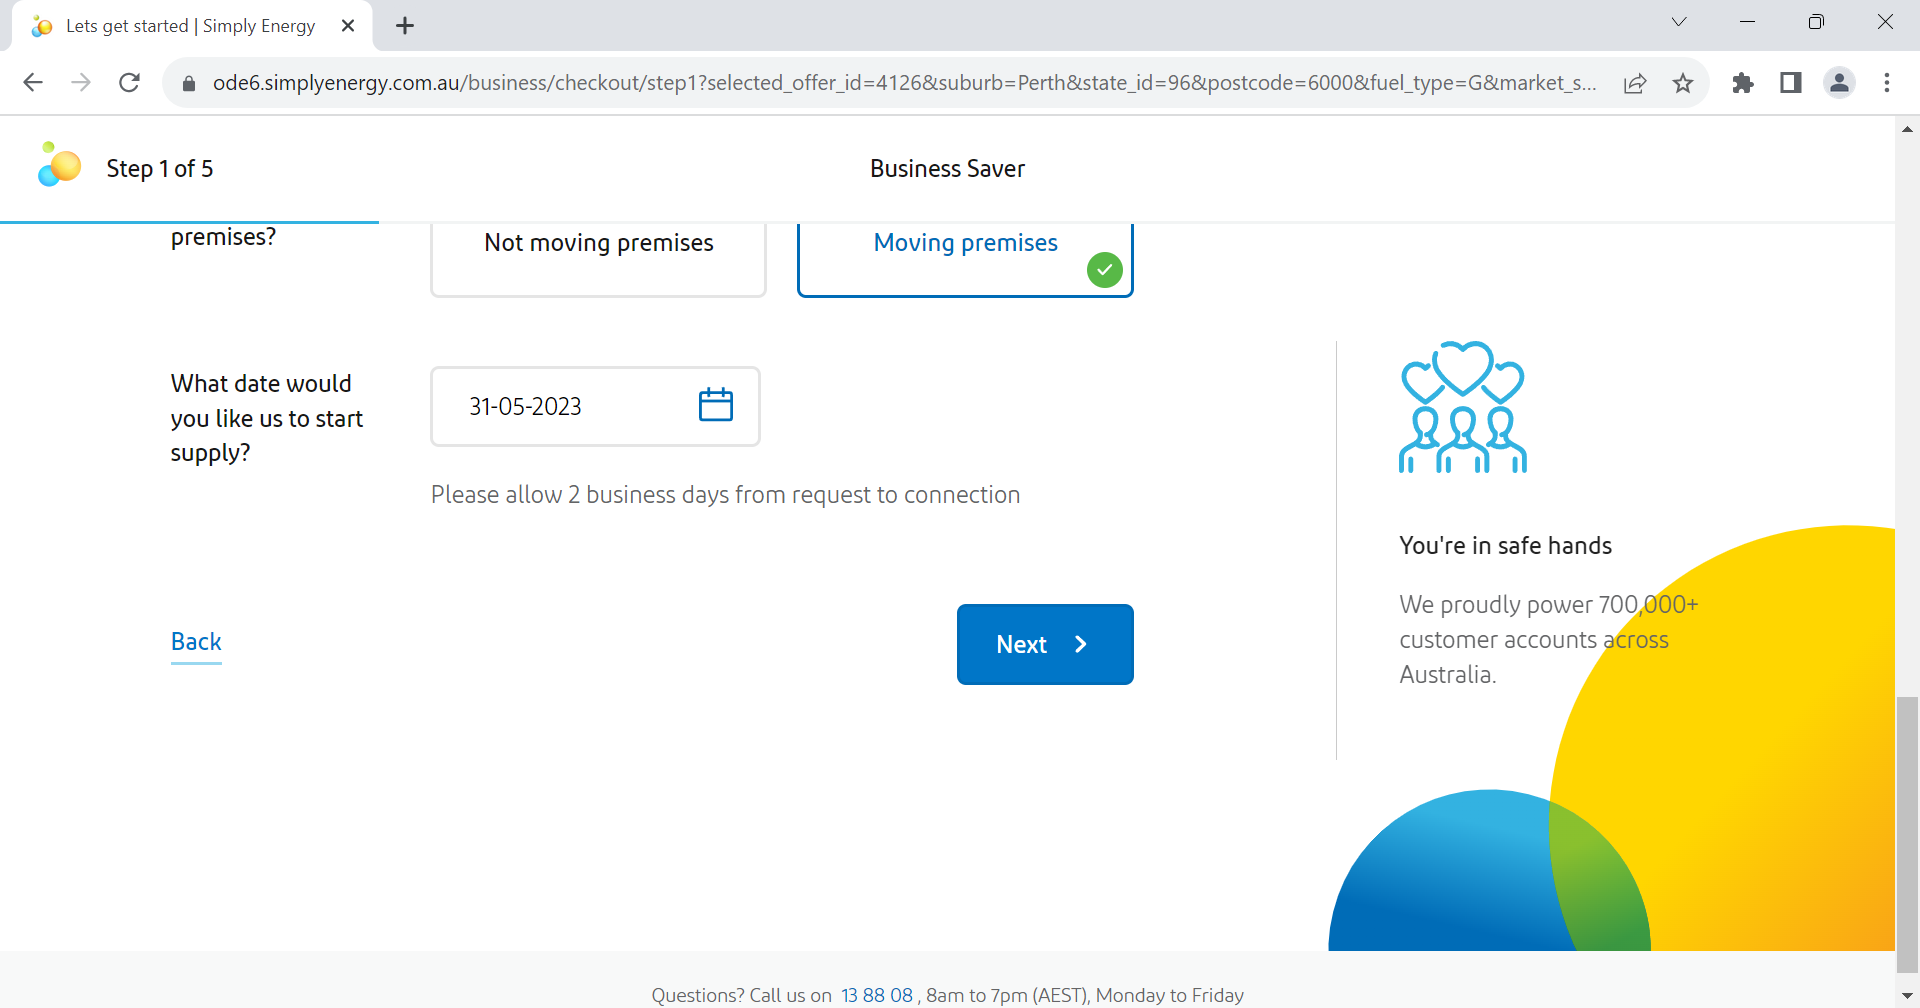 Lets get started | Simply Energy
ode6.simplyenergy.com.au/business/checkout/step1?selected_offer_id=4126&suburb=Perth&state_id=96&postcode=6000&fuel_type=G&market_s...
Step 1 of 5
Business Saver
premises?
Not moving premises
Moving premises
What date would
you like us to start
supply?
31-05-2023
Please allow 2 business days from request to connection
Back
Next
You're in safe hands
We proudly power 700,000+
customer accounts across
Australia.
Questions? Call us on 13 88 08 , 8am to 7pm (AEST), Monday to Friday